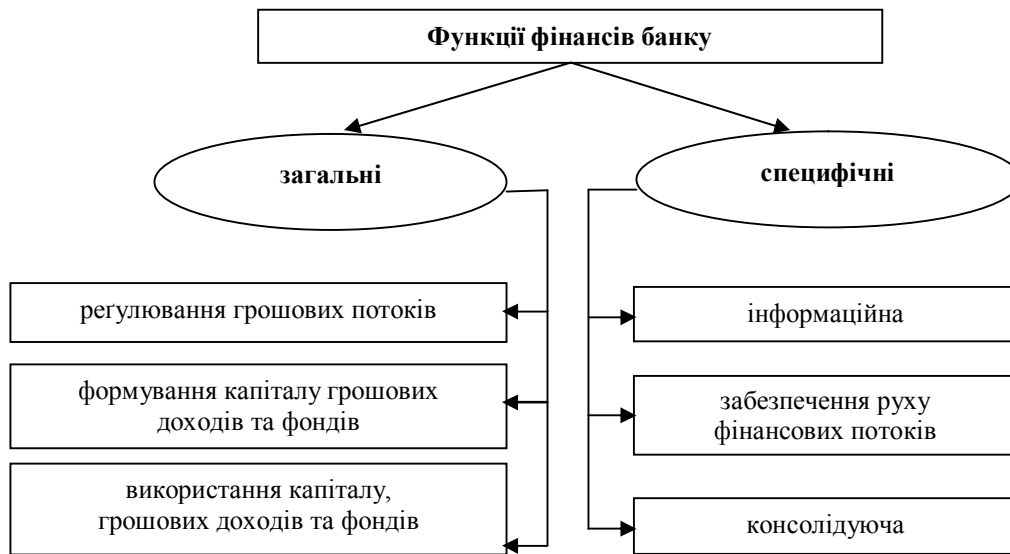 Функції фінансів банку
загальні
специфічні
реґулювання грошових потоків
формування капіталу грошових
доходів та фондів
використання капіталу,
грошових доходів та фондів
інформаційна
забезпечення руху
фінансових потоків
консолідуюча